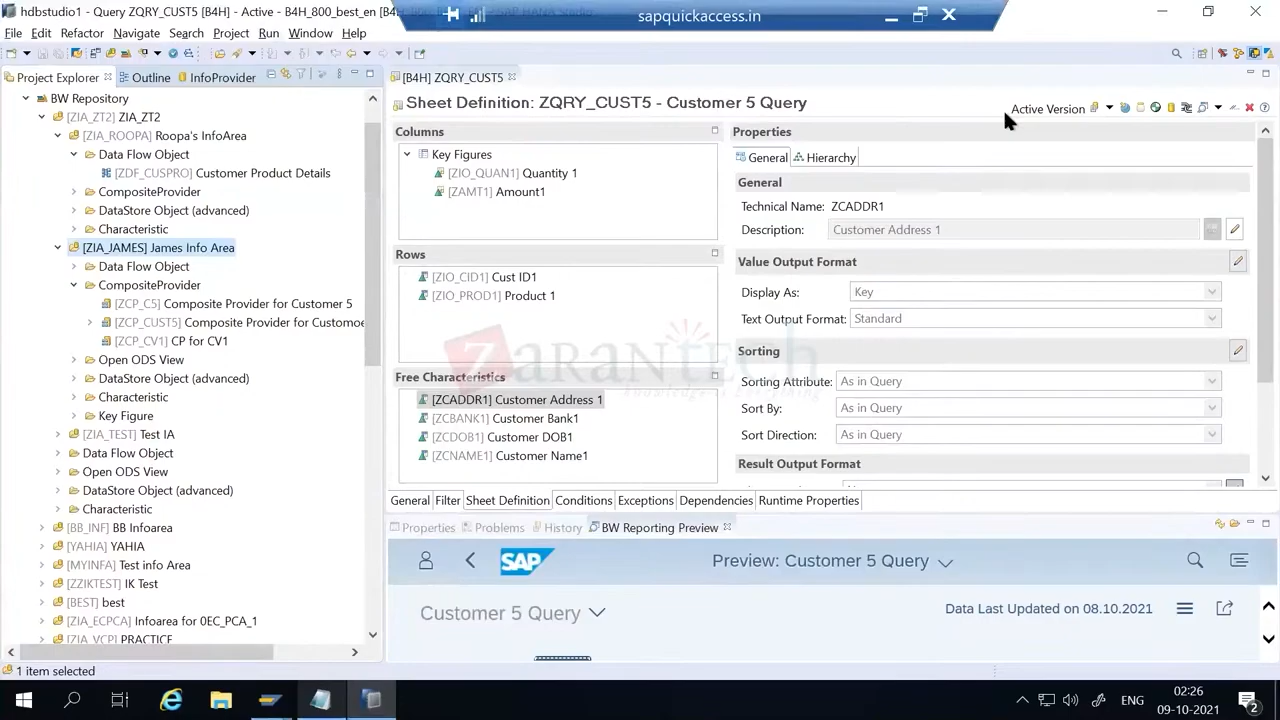 hdbstudio1 - Query ZQRY_CUST5 [B4H] - Active - B4H_800_best_en [B4H
sapquickaccess.in
File Edit Refactor Navigate Search Project Run Window Help
Project Explorer Outline InfoProvider
BW Repository
[ZIA_ZT2] ZIA_ZT2
[ZIA_ROOPA] Roopa's InfoArea
Data Flow Object
[ZDF_CUSPRO] Customer Product Details
CompositeProvider
DataStore Object (advanced)
Characteristic
[ZIA_JAMES] James Info Area
Data Flow Object
CompositeProvider
[ZCP_C5] Composite Provider for Customer 5
[ZCP_CUST5] Composite Provider for Custome
[ZCP_CV1] CP for CV1
Open ODS View
DataStore Object (advanced)
Characteristic
Key Figure
[ZIA_TEST] Test IA
Data Flow Object
Open ODS View
DataStore Object (advanced)
Characteristic
[BB_INF] BB Infoarea
[YAHIA] YAHIA
[MYINFA] Test info Area
[ZZIKTEST] IK Test
[BEST] best
[ZIA_ECPCA] Infoarea for 0EC_PCA_1
[ZIA_VCP] PRACTICE
1 item selected
[B4H] ZQRY_CUST5
Sheet Definition: ZQRY_CUST5 - Customer 5 Query
Active Version
Columns
Key Figures
[ZIO_QUAN1] Quantity 1
[ZAMT1] Amount1
Rows
[ZIO_CID1] Cust ID1
[ZIO_PROD1] Product 1
Free Characteristics
[ZCADDR1] Customer Address 1
[ZCBANK1] Customer Bank1
[ZCDOB1] Customer DOB1
[ZCNAME1] Customer Name1
Properties
General Hierarchy
General
Technical Name: ZCADDR1
Description: Customer Address 1
Value Output Format
Display As: Key
Text Output Format: Standard
Sorting
Sorting Attribute: As in Query
Sort By: As in Query
Sort Direction: As in Query
Result Output Format
ZaranTech
General Filter Sheet Definition Conditions Exceptions Dependencies Runtime Properties
Properties Problems History BW Reporting Preview
SAP
Preview: Customer 5 Query
Customer 5 Query
Data Last Updated on 08.10.2021
ENG
02:26
09-10-2021
2